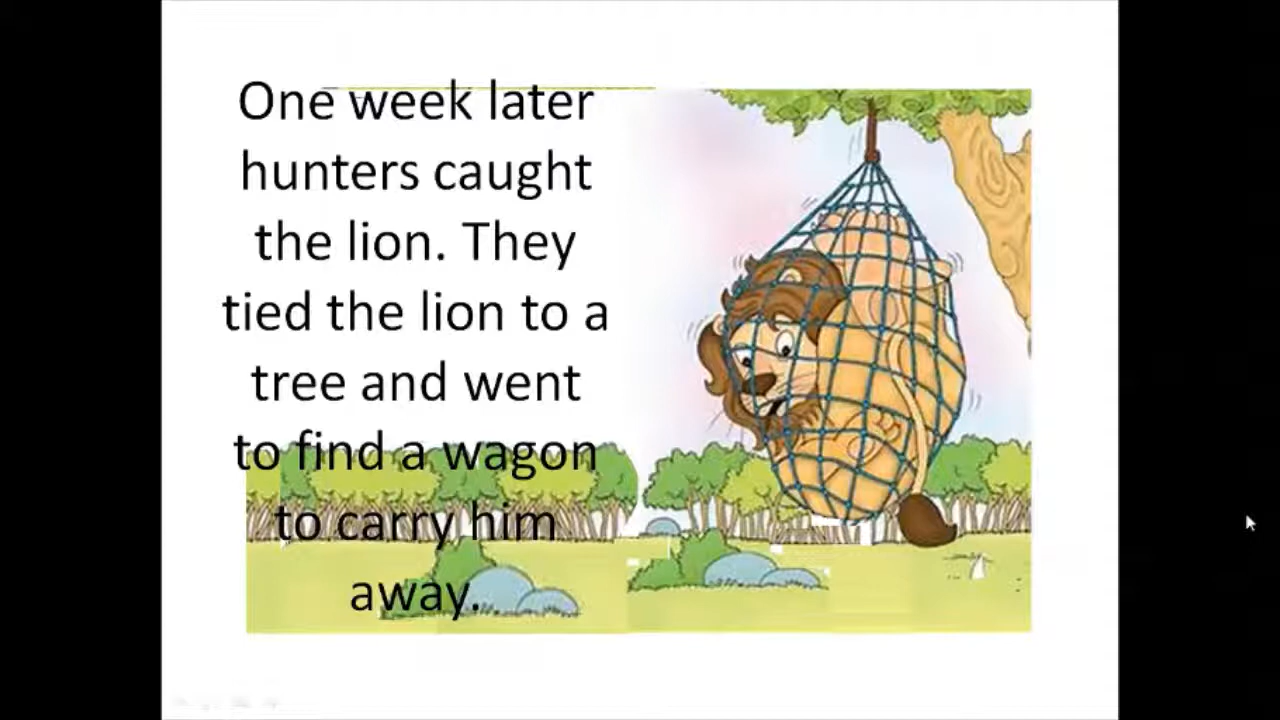 One week later
hunters caught
the lion. They
tied the lion to a
tree and went
to find a wagon
to carry him
away.